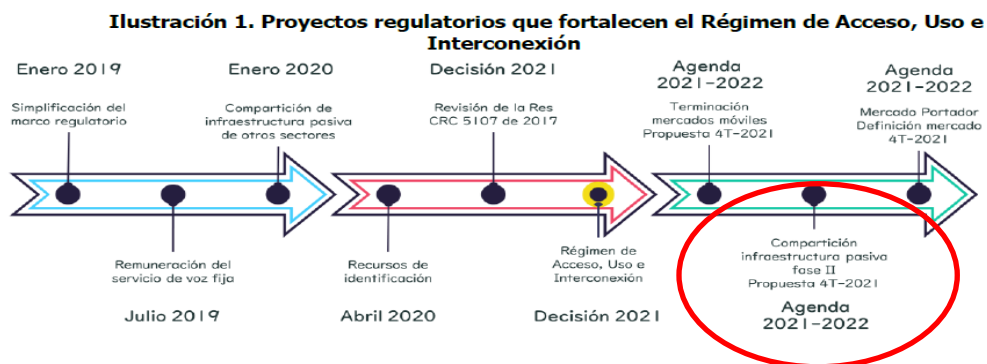 Ilustración 1. Proyectos regulatorios que fortalecen el Régimen de Acceso, Uso e
Interconexión
Enero 2019
Simplificación del
marco regulatorio
Remuneración del
servicio de voz fija
Julio 2019
Enero 2020
Compartición de
infraestructura pasiva
de otros sectores
Recursos de
identificación
Abril 2020
Decisión 2021
Revisión de la Res
CRC 5107 de 2017
Régimen de
Acceso, Uso e
Interconexión
Decisión 2021
Agenda
2021-2022
Terminación
mercados móviles
Propuesta 4T-2021
Compartición
infraestructura pasiva
fase II
Propuesta 4T-2021
Agenda
2021-2022
Agenda
2021-2022
Mercado Portador
Definición mercado
4T-2021